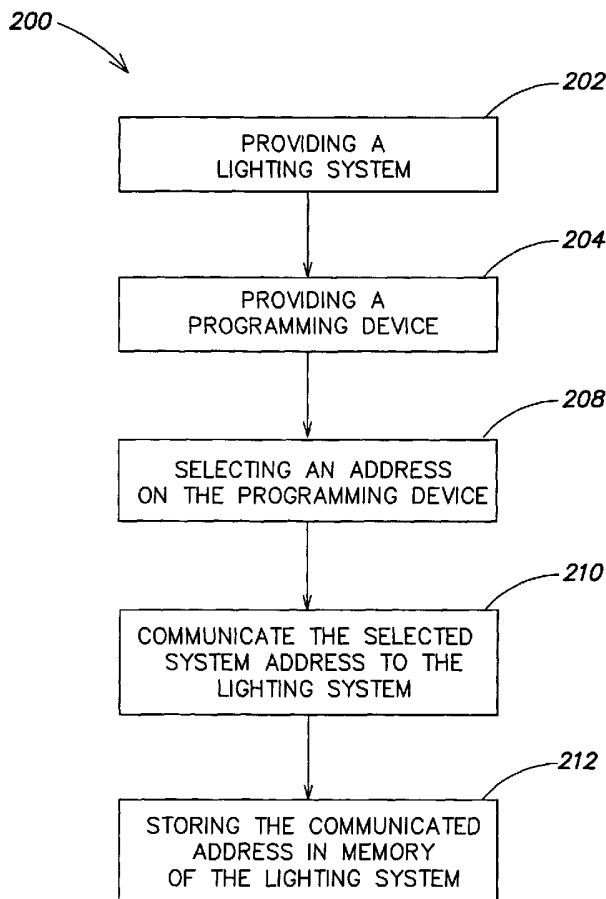 200
202
PROVIDING A
LIGHTING SYSTEM
204
PROVIDING A
PROGRAMMING DEVICE
208
SELECTING AN ADDRESS
ON THE PROGRAMMING DEVICE
210
COMMUNICATE THE SELECTED
SYSTEM ADDRESS TO THE
LIGHTING SYSTEM
212
STORING THE COMMUNICATED
ADDRESS IN MEMORY
OF THE LIGHTING SYSTEM